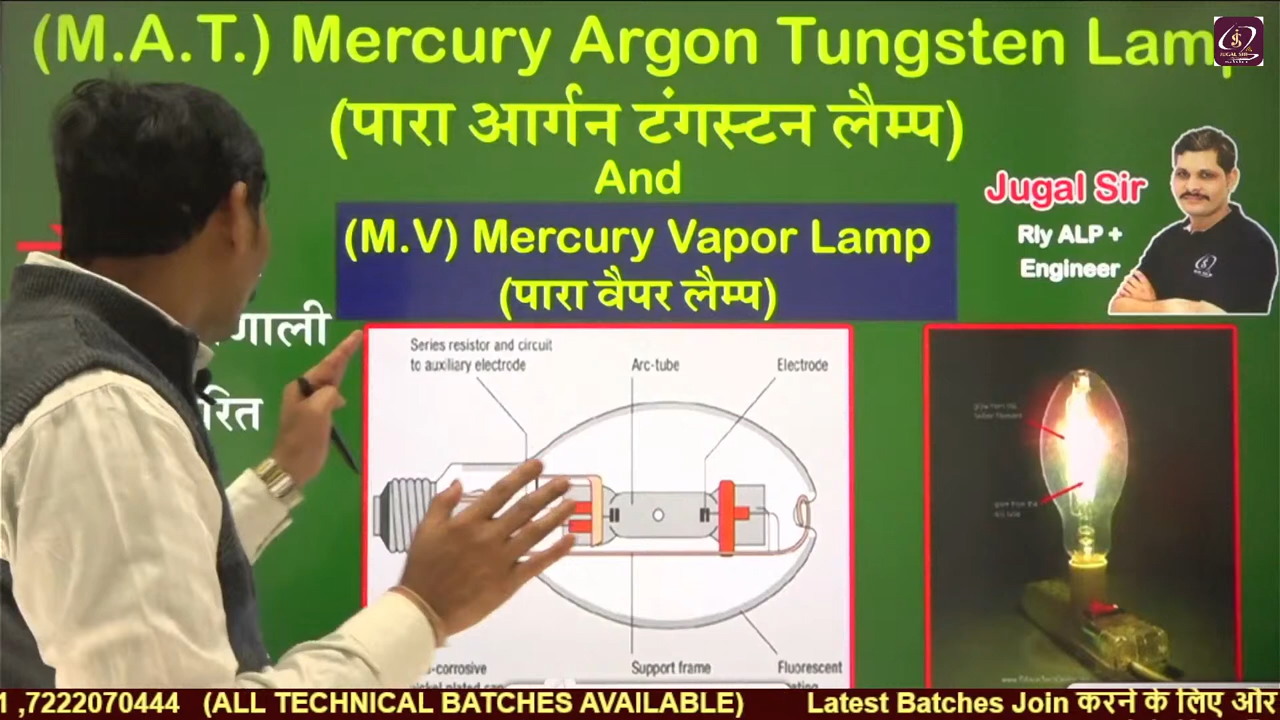 (M.A.T.) Mercury Argon Tungsten Lam
(पारा आर्गन टंगस्टन लैम्प)
And
(M.V) Mercury Vapor Lamp
(पारा वैपर लैम्प)
Jugal Sir
Rly ALP +
Engineer
Series resistor and circuit
to auxiliary electrode
Arc-tube
Electrode
Support frame
Fluorescent
-corrosive
1 ,7222070444 (ALL TECHNICAL BATCHES AVAILABLE) Latest Batches Join करने के लिए और